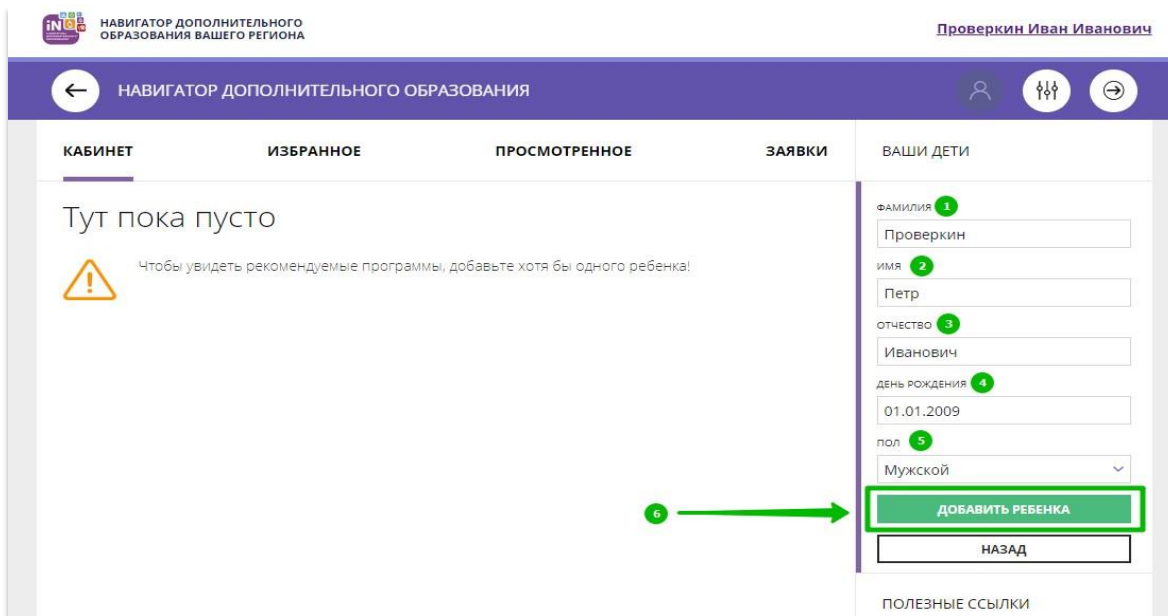 iN
НАВИГАТОР ДОПОЛНИТЕЛЬНОГО
ОБРАЗОВАНИЯ ВАШЕГО РЕГИОНА
Проверкин Иван Иванович
НАВИГАТОР ДОПОЛНИТЕЛЬНОГО ОБРАЗОВАНИЯ
КАБИНЕТ ИЗБРАННОЕ ПРОСМОТРЕННОЕ ЗАЯВКИ
Тут пока пусто
Чтобы увидеть рекомендуемые программы, добавьте хотя бы одного ребенка!
ВАШИ ДЕТИ
ФАМИЛИЯ 1
Проверкин
ИМЯ 2
Петр
ОТЧЕСТВО 3
Иванович
ДЕНЬ РОЖДЕНИЯ 4
01.01.2009
ПОЛ 5
Мужской
6
ДОБАВИТЬ РЕБЕНКА
НАЗАД
ПОЛЕЗНЫЕ ССЫЛКИ